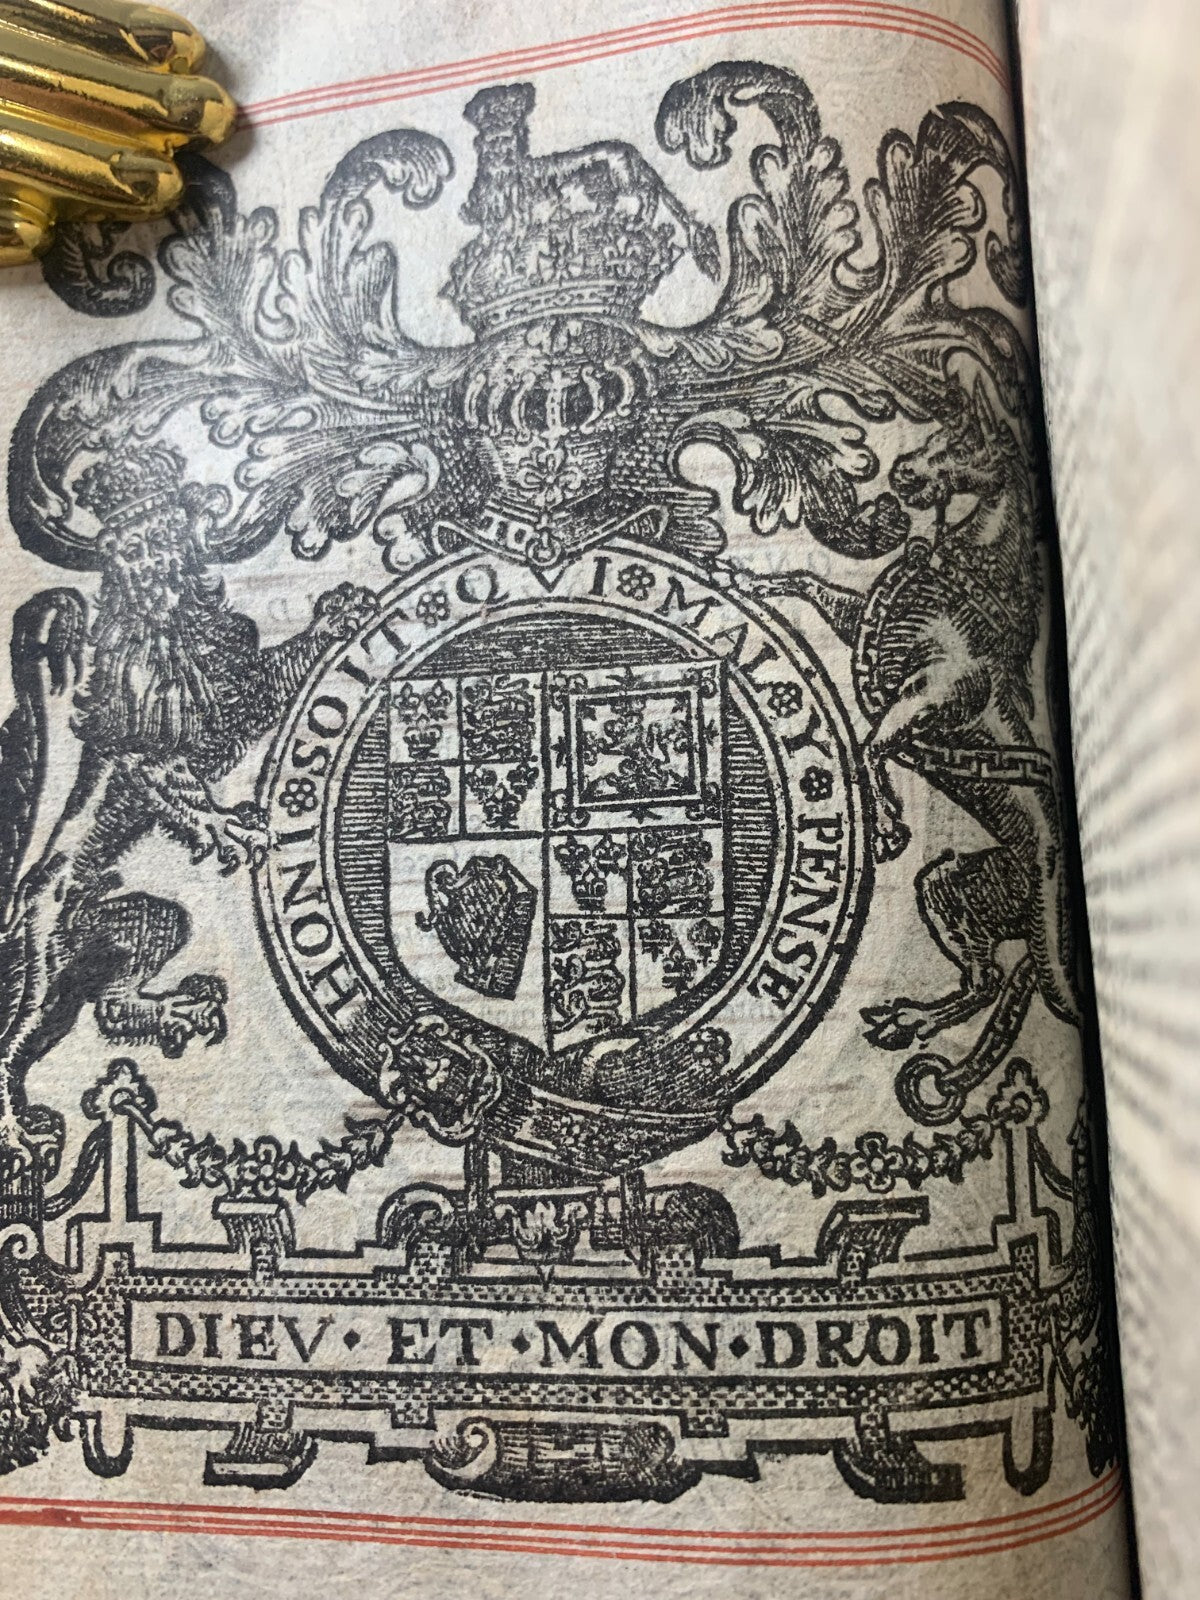 HONI SOIT QVI MAL Y PENSE
DIEV · ET · MON · DROIT